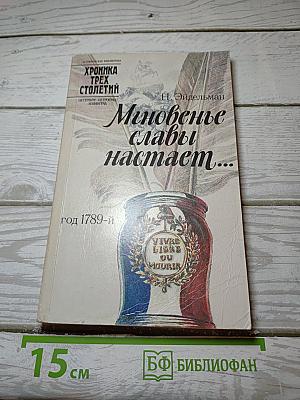 ХРОНИКА
ТРЕХ
СТОЛЕТИЙ
Н. Эйдельман
Мгновенье
славы
настает...
год 1789-й
VIVRE
LIBRE
OU
MOURIR
15 см
БФ БИБЛИОФАН